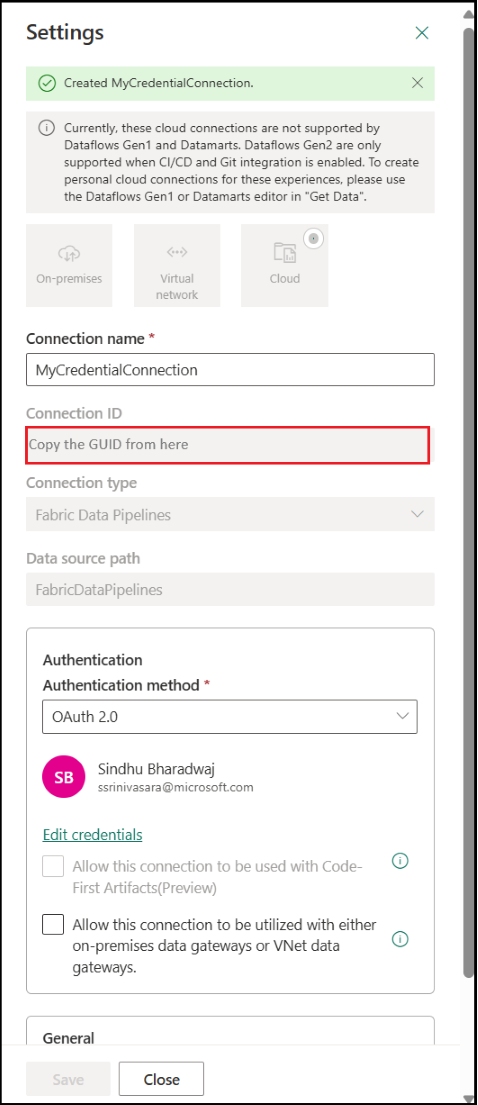 Settings
Created MyCredentialConnection.
Currently, these cloud connections are not supported by
Dataflows Gen1 and Datamarts. Dataflows Gen2 are only
supported when CI/CD and Git integration is enabled. To create
personal cloud connections for these experiences, please use
the Dataflows Gen1 or Datamarts editor in "Get Data".
On-premises
Virtual
network
Cloud
Connection name *
MyCredentialConnection
Connection ID
Copy the GUID from here
Connection type
Fabric Data Pipelines
Data source path
FabricDataPipelines
Authentication
Authentication method *
OAuth 2.0
SB
Sindhu Bharadwaj
ssrinivasara@microsoft.com
Edit credentials
Allow this connection to be used with Code-
First Artifacts(Preview)
Allow this connection to be utilized with either
on-premises data gateways or VNet data
gateways.
General
Save
Close